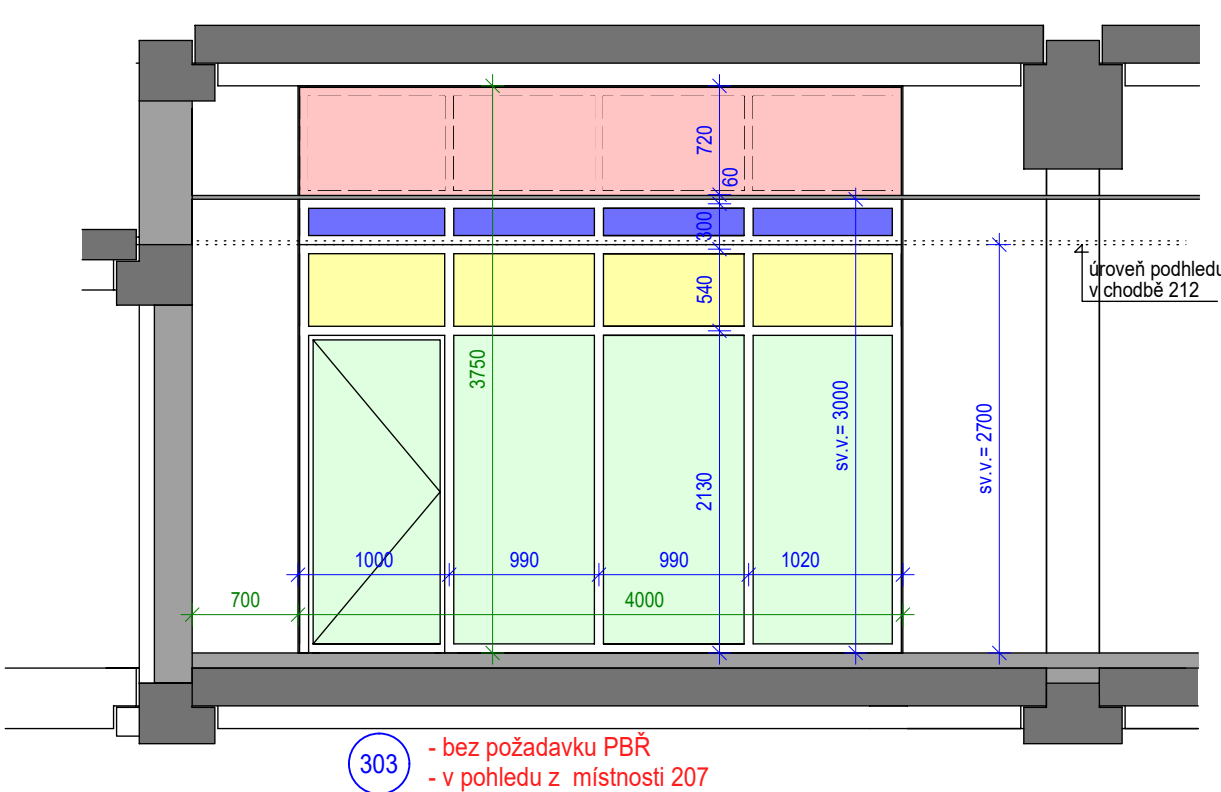 720
60
300
540
3750
2130
sv.v.= 3000
sv.v.= 2700
úroveň podhledu
v chodbě 212
1000
990
990
1020
700
4000
303
- bez požadavku PBŘ
- v pohledu z místnosti 207